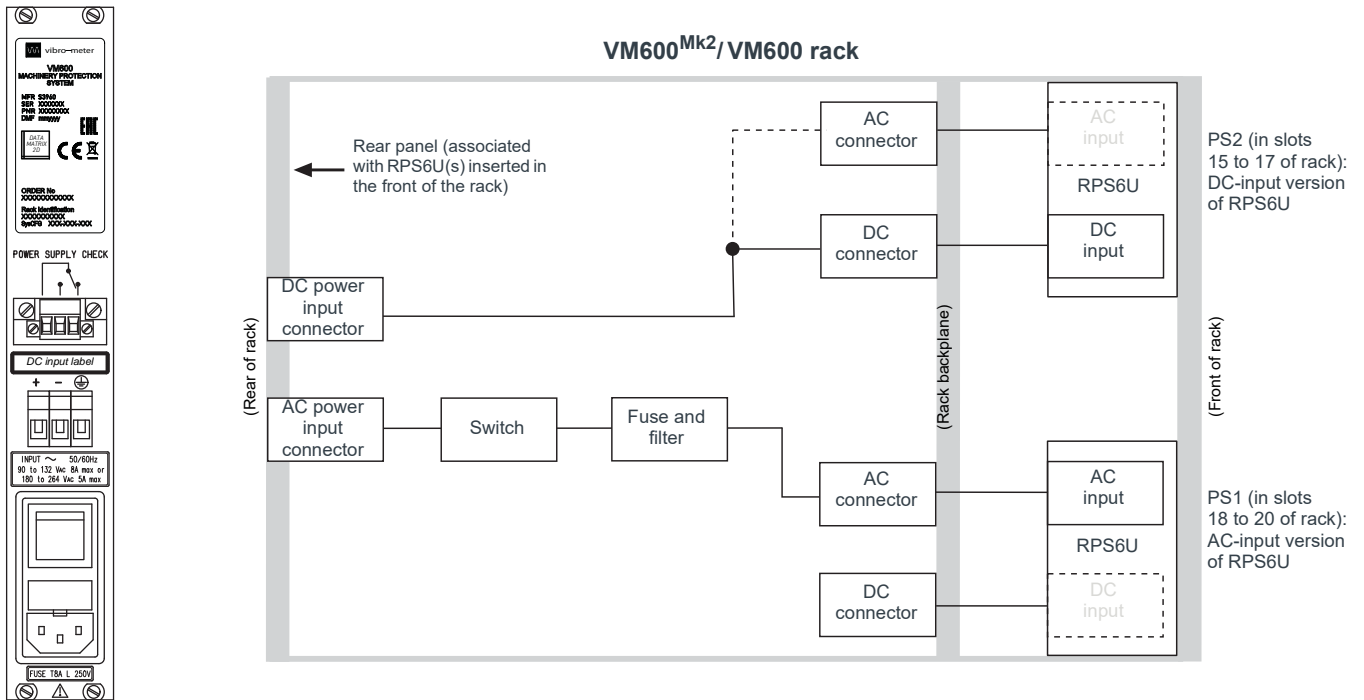 vibro-meter
VM600
MACHINERY PROTECTION
SYSTEM
MFR S3960
SER XXXXXXX
PNR XXXXXXXX
DMF mmyyyy
EAC
DATA
MATRIX
2D
CE
ORDER No
XXXXXXXXXXXX
Rack Identification
XXXXXXXXXX
SysCFG XXX-XXX-XXX
POWER SUPPLY CHECK
DC input label
+ -
INPUT ~ 50/60Hz
90 to 132 VAC 8A max or
180 to 264 VAC 5A max
FUSE T8A L 250V
VM600Mk2/ VM600 rack
Rear panel (associated
with RPS6U(s) inserted in
the front of the rack)
(Rear of rack)
DC power
input
connector
AC power
input
connector
Switch
Fuse and
filter
AC
connector
DC
connector
AC
connector
DC
connector
(Rack backplane)
AC
input
RPS6U
DC
input
AC
input
RPS6U
DC
input
(Front of rack)
PS2 (in slots
15 to 17 of rack):
DC-input version
of RPS6U
PS1 (in slots
18 to 20 of rack):
AC-input version
of RPS6U